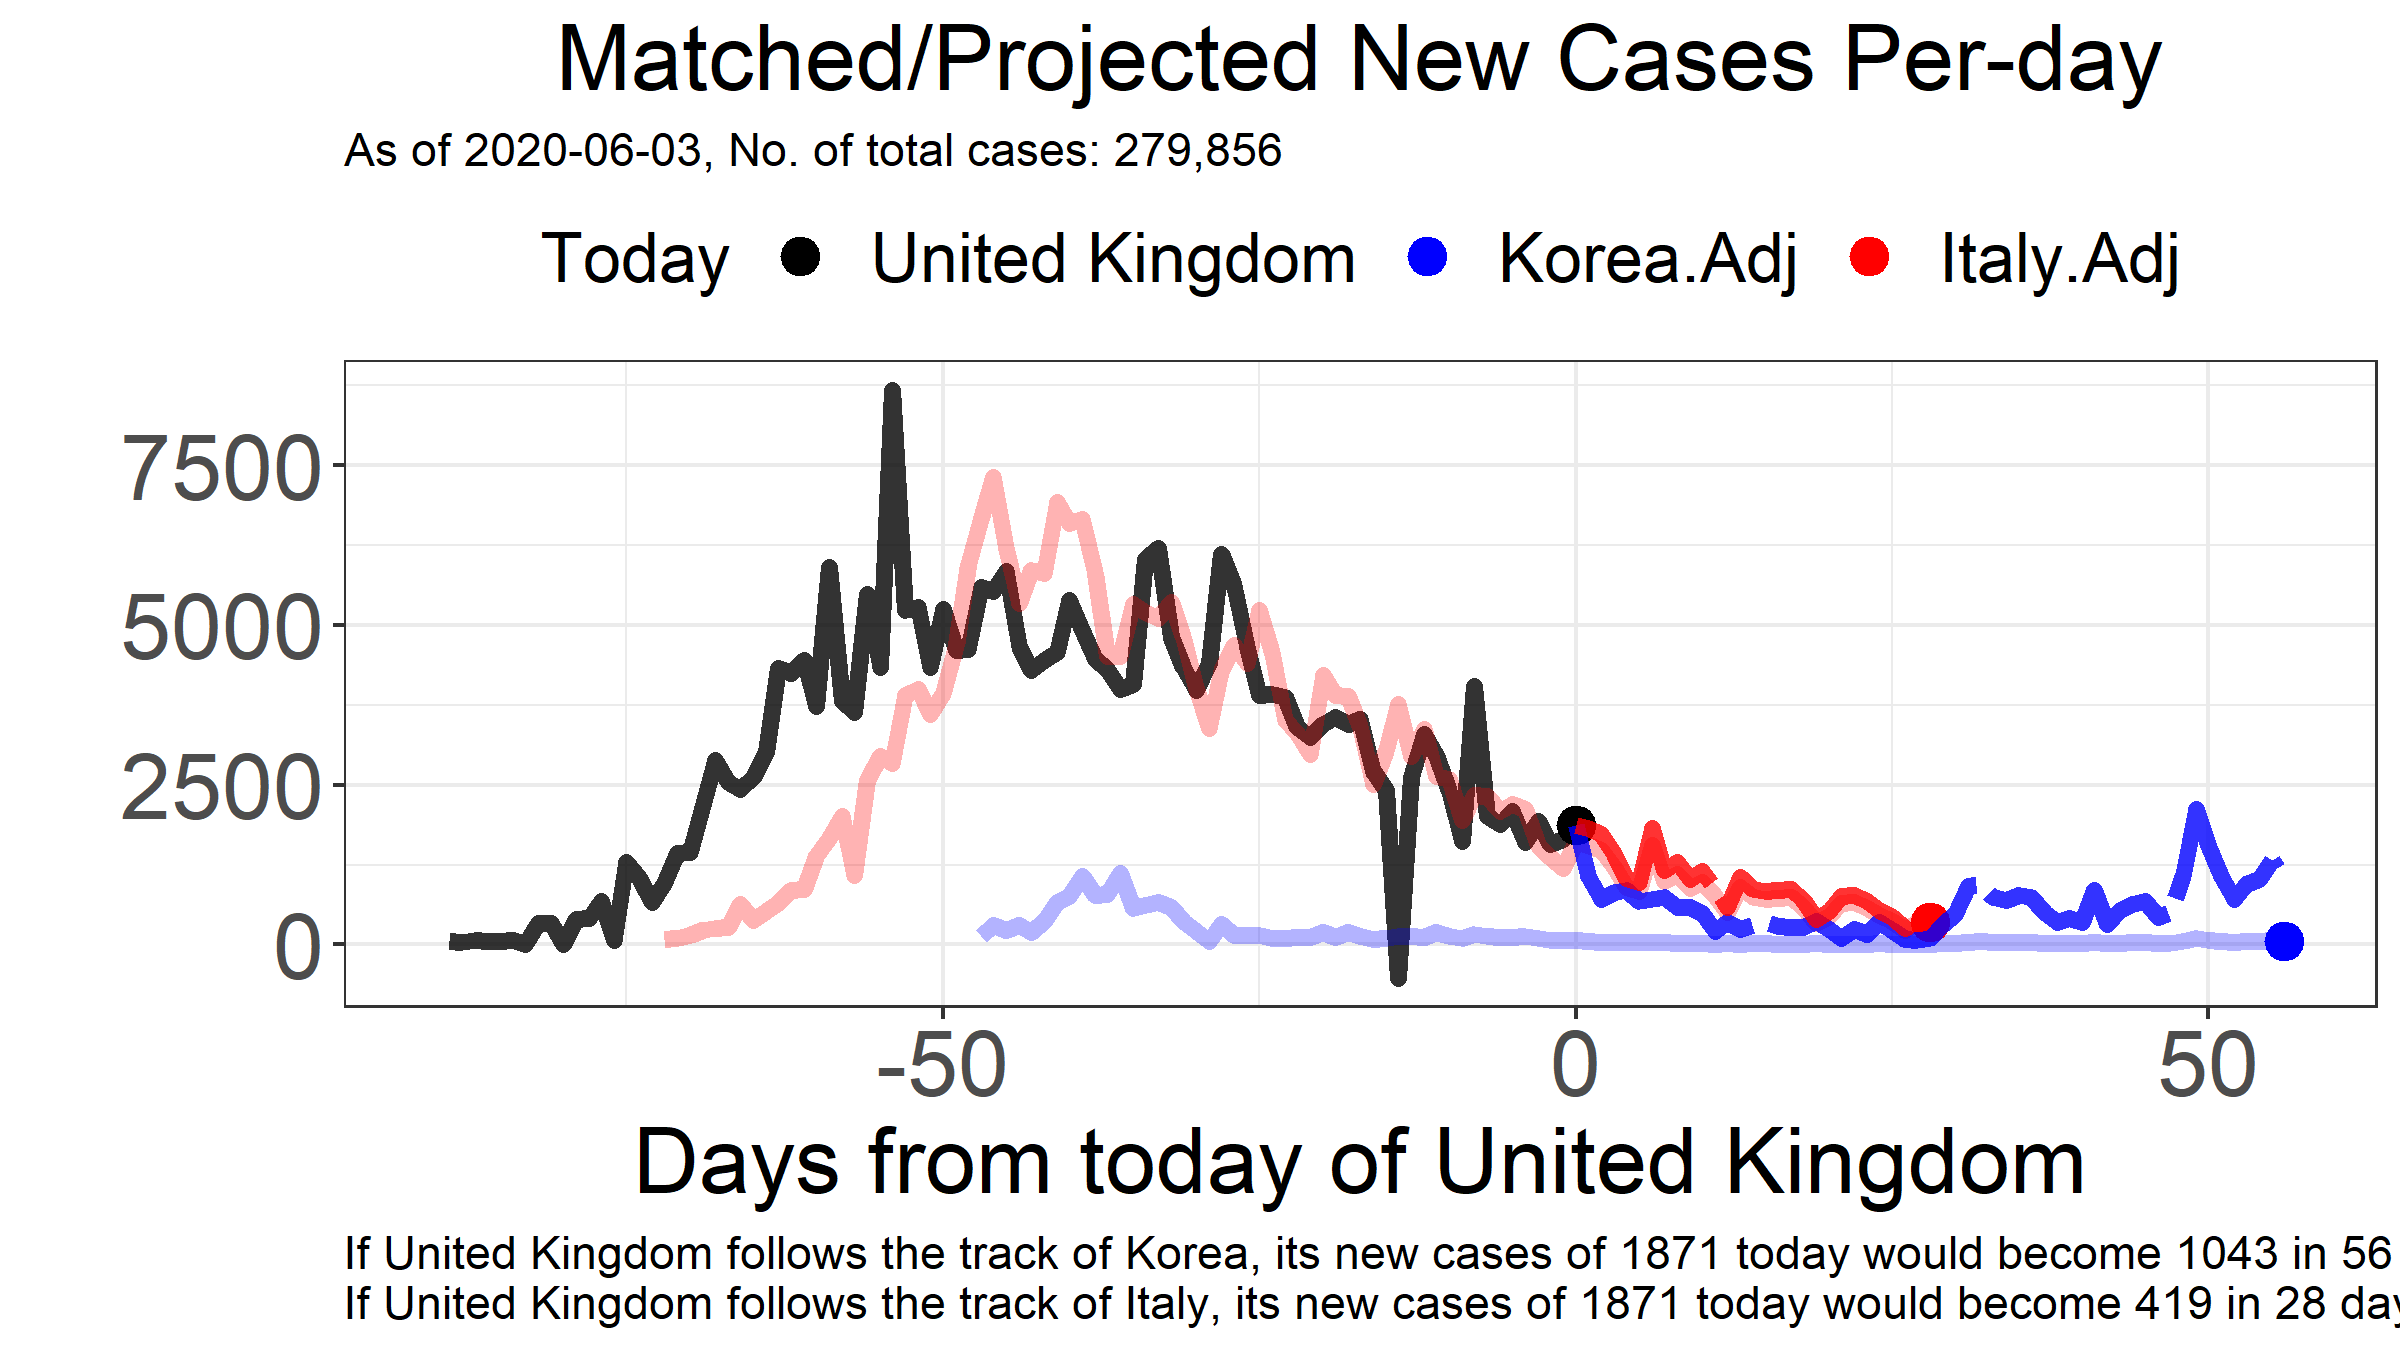 Matched/Projected New Cases Per-day
As of 2020-06-03, No. of total cases: 279,856
Today United Kingdom Korea.Adj Italy.Adj
7500
5000
2500
0
-50 0 50
Days from today of United Kingdom
If United Kingdom follows the track of Korea, its new cases of 1871 today would become 1043 in 56
If United Kingdom follows the track of Italy, its new cases of 1871 today would become 419 in 28 day